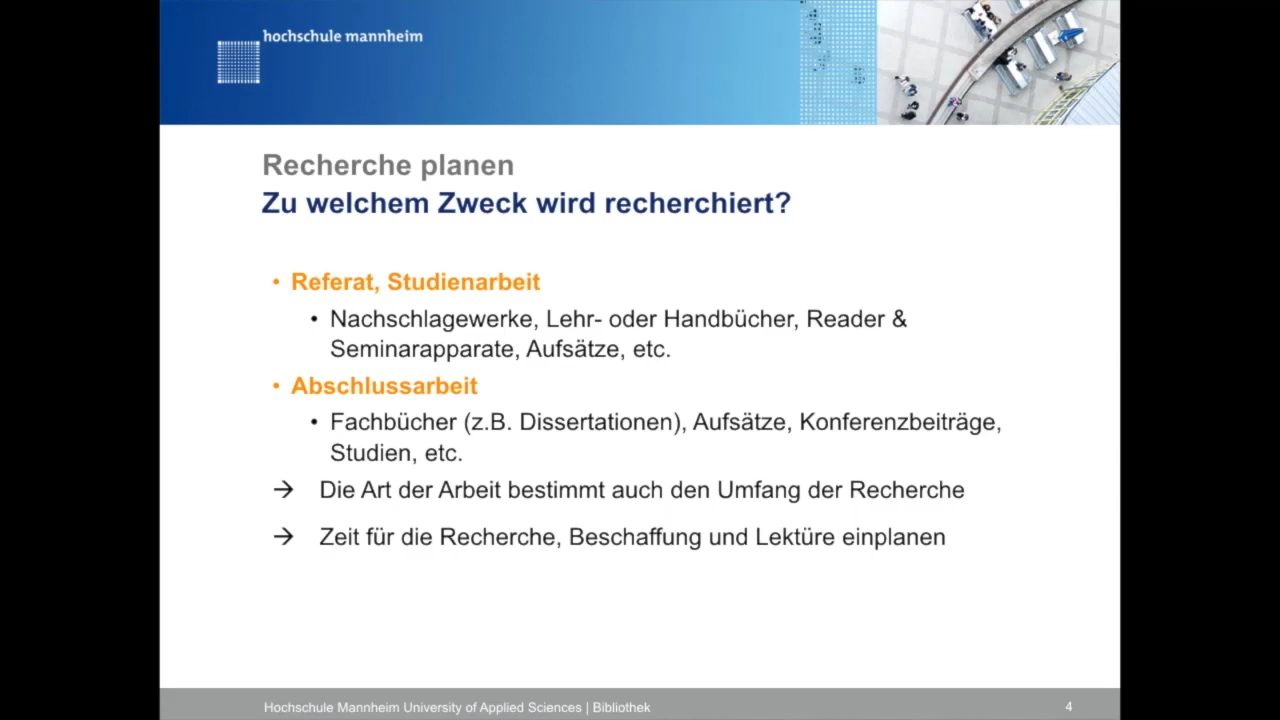 hochschule mannheim
Recherche planen
Zu welchem Zweck wird recherchiert?
• Referat, Studienarbeit
• Nachschlagewerke, Lehr- oder Handbücher, Reader &
Seminarapparate, Aufsätze, etc.
• Abschlussarbeit
• Fachbücher (z.B. Dissertationen), Aufsätze, Konferenzbeiträge,
Studien, etc.
→ Die Art der Arbeit bestimmt auch den Umfang der Recherche
→ Zeit für die Recherche, Beschaffung und Lektüre einplanen
Hochschule Mannheim University of Applied Sciences | Bibliothek
4